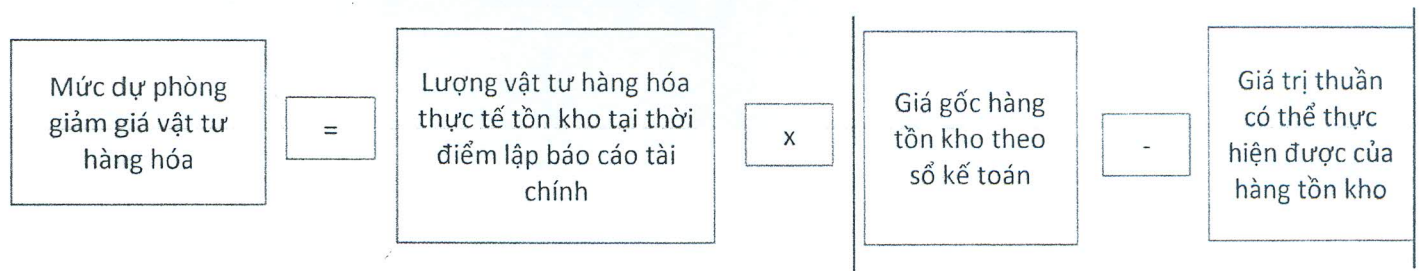 Mức dự phòng
giảm giá vật tư
hàng hóa
=
Lượng vật tư hàng hóa
thực tế tồn kho tại thời
điểm lập báo cáo tài
chính
x
Giá gốc hàng
tồn kho theo
sổ kế toán
-
Giá trị thuần
có thể thực
hiện được của
hàng tồn kho